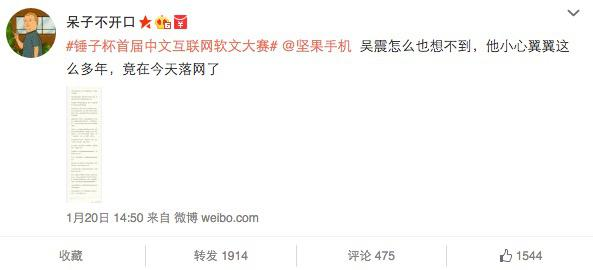 呆子不开口
#锤子杯首届中文互联网软文大赛# @坚果手机 吴震怎么也想不到，他小心翼翼这
么多年，竟在今天落网了
1月20日 14:50 来自 微博 weibo.com
收藏 转发 1914 评论 475 1544